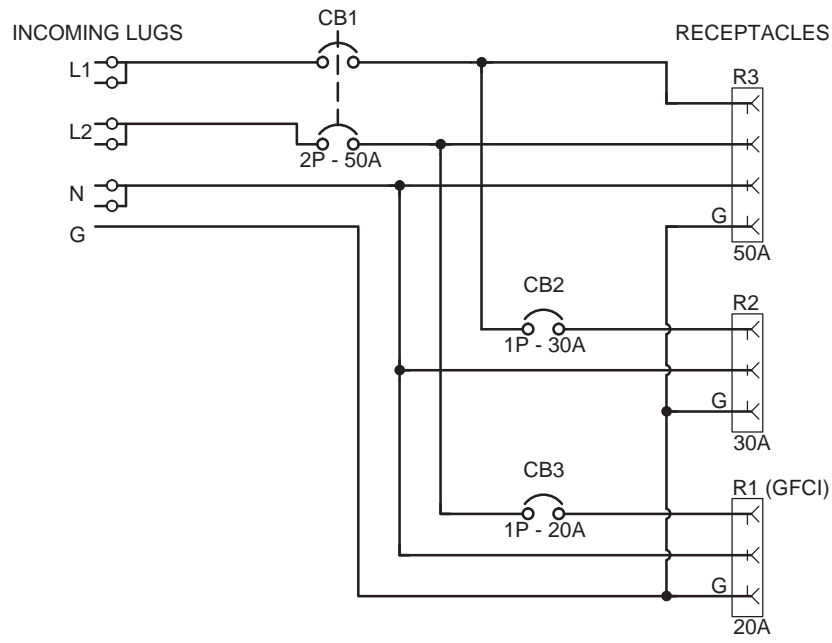 CB1
INCOMING LUGS
RECEPTACLES
L1
R3
L2
2P - 50A
N
G
G
50A
CB2
R2
1P - 30A
G
30A
CB3
R1 (GFCI)
1P - 20A
G
20A